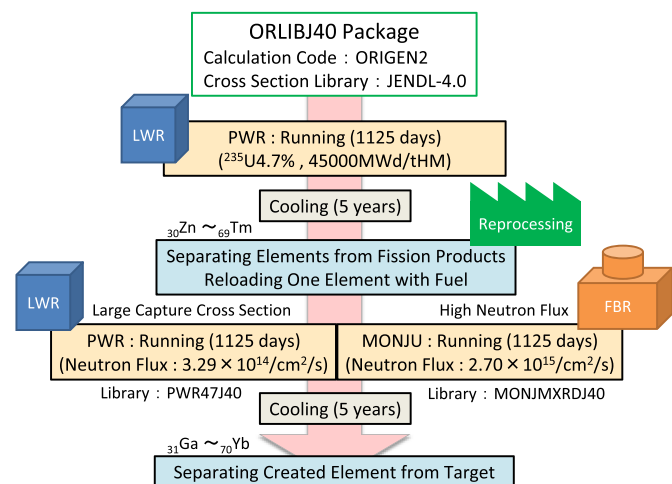 ORLIBJ40 Package
Calculation Code : ORIGEN2
Cross Section Library : JENDL-4.0
LWR
PWR : Running (1125 days)
(²³⁵U4.7% , 45000MWd/tHM)
Cooling (5 years)
Reprocessing
₃₀Zn ～₆₉Tm
Separating Elements from Fission Products
Reloading One Element with Fuel
LWR
Large Capture Cross Section
High Neutron Flux
FBR
PWR : Running (1125 days)
(Neutron Flux : 3.29 × 10¹⁴/cm²/s)
MONJU : Running (1125 days)
(Neutron Flux : 2.70 × 10¹⁵/cm²/s)
Library : PWR47J40
Library : MONJMXRDJ40
Cooling (5 years)
₃₁Ga ～₇₀Yb
Separating Created Element from Target